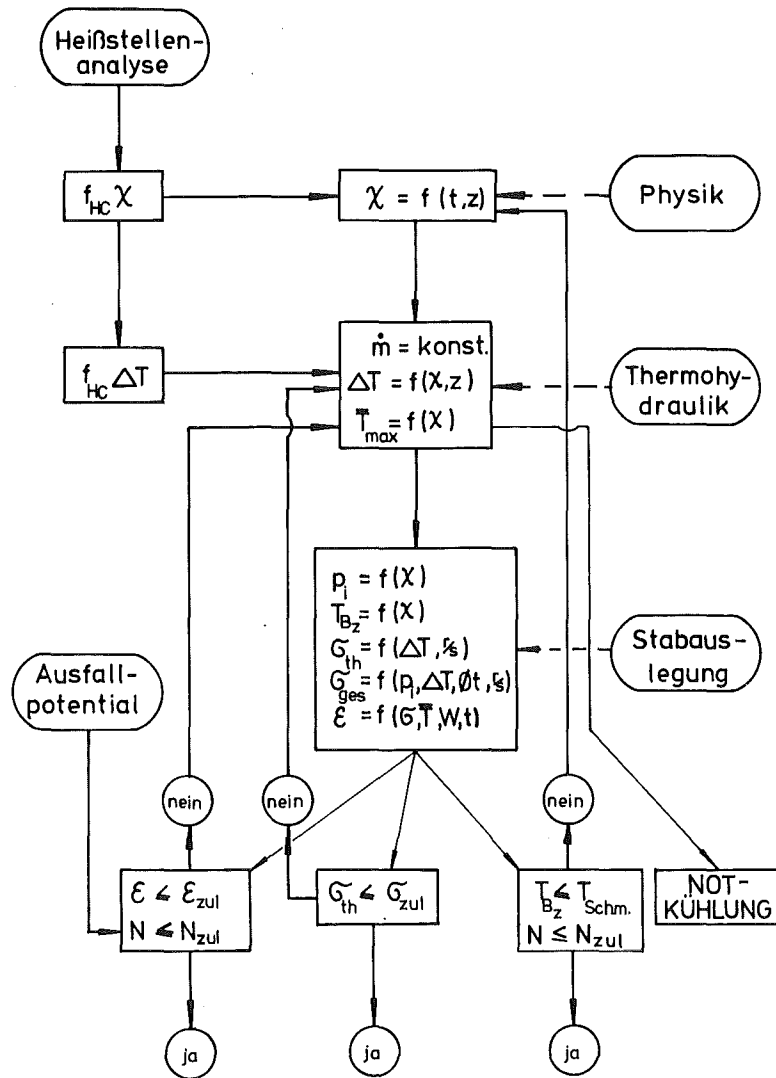 Heißstellen-
analyse
f_HC χ
χ = f (t,z)
Physik
f_HC ΔT
ṁ = konst.
ΔT = f(χ,z)
T̄_max = f(χ)
Thermohy-
draulik
p_i = f(χ)
T_Bz = f(χ)
σ_th = f(ΔT, r/s)
σ_ges = f(p_i, ΔT, Øt, r/s)
ε = f(σ, T̄, W, t)
Stabaus-
legung
Ausfall-
potential
nein
nein
nein
ε ≤ ε_zul
N ≤ N_zul
σ_th ≤ σ_zul
T_Bz ≤ T_Schm.
N ≤ N_zul
NOT-
KÜHLUNG
ja
ja
ja